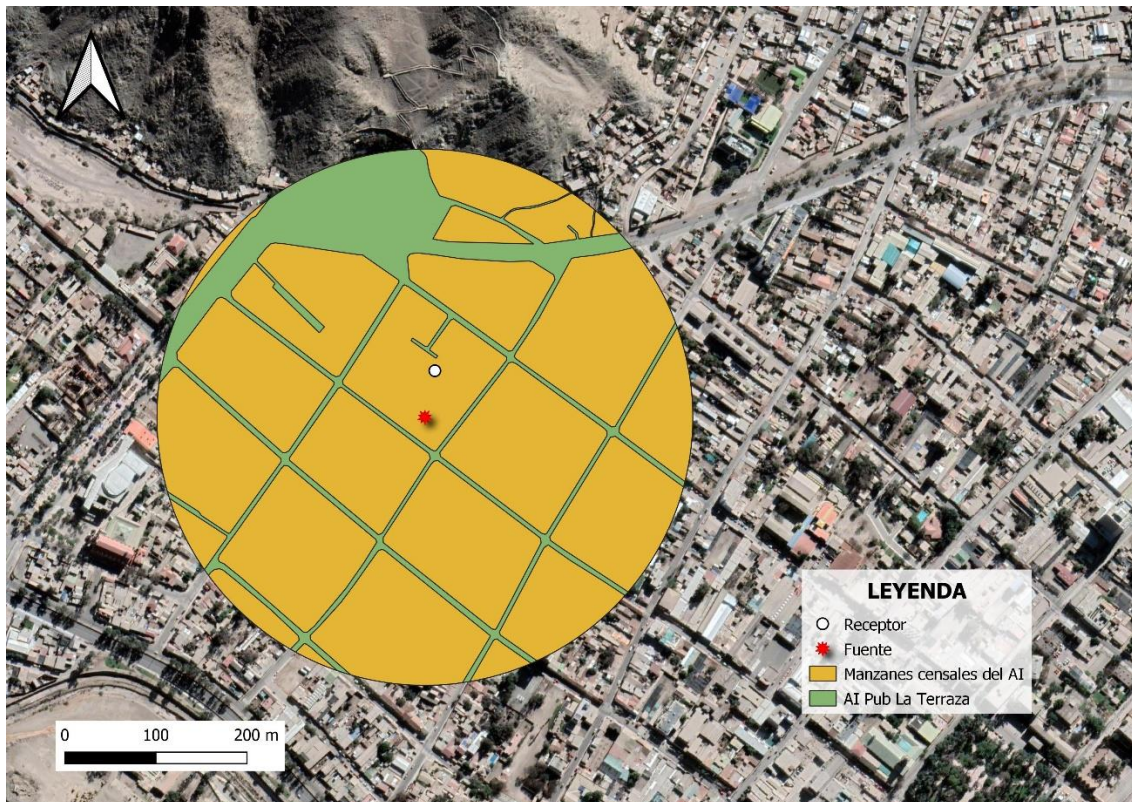 LEYENDA
Receptor
Fuente
Manzanes censales del AI
AI Pub La Terraza
0 100 200 m